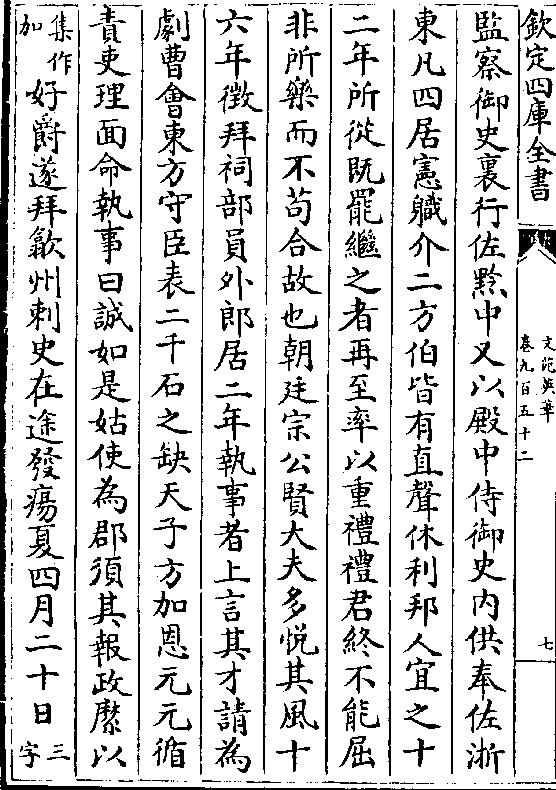 欽定四庫全書
文苑英華
卷九百五十二
七
監察御史裏行佐黔中又以殿中侍御史内供奉佐浙
東凡四居憲職介二方伯皆有直聲休利邦人宜之十
二年所從既罷繼之者再至率以重禮禮君終不能屈
非所樂而不苟合故也朝廷宗公賢大夫多悦其風十
六年徵拜祠部員外郎居二年執事者上言其才請為
劇曹會東方守臣表二千石之缺天子方加恩元元循
責吏理面命執事曰誠如是姑使為郡須其報政縻以
集作加好爵遂拜歙州刺史在途發瘍夏四月二十日三字